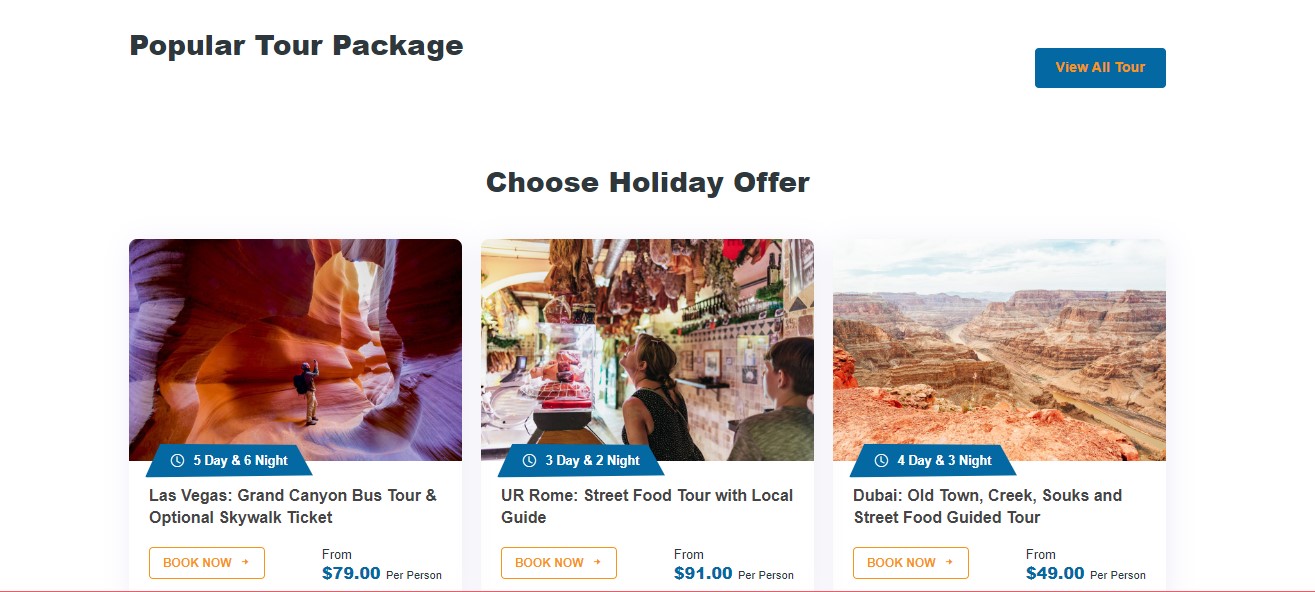 Popular Tour Package
View All Tour
Choose Holiday Offer
5 Day & 6 Night
3 Day & 2 Night
4 Day & 3 Night
Las Vegas: Grand Canyon Bus Tour &
Optional Skywalk Ticket
UR Rome: Street Food Tour with Local
Guide
Dubai: Old Town, Creek, Souks and
Street Food Guided Tour
BOOK NOW
From
$79.00 Per Person
BOOK NOW
From
$91.00 Per Person
BOOK NOW
From
$49.00 Per Person